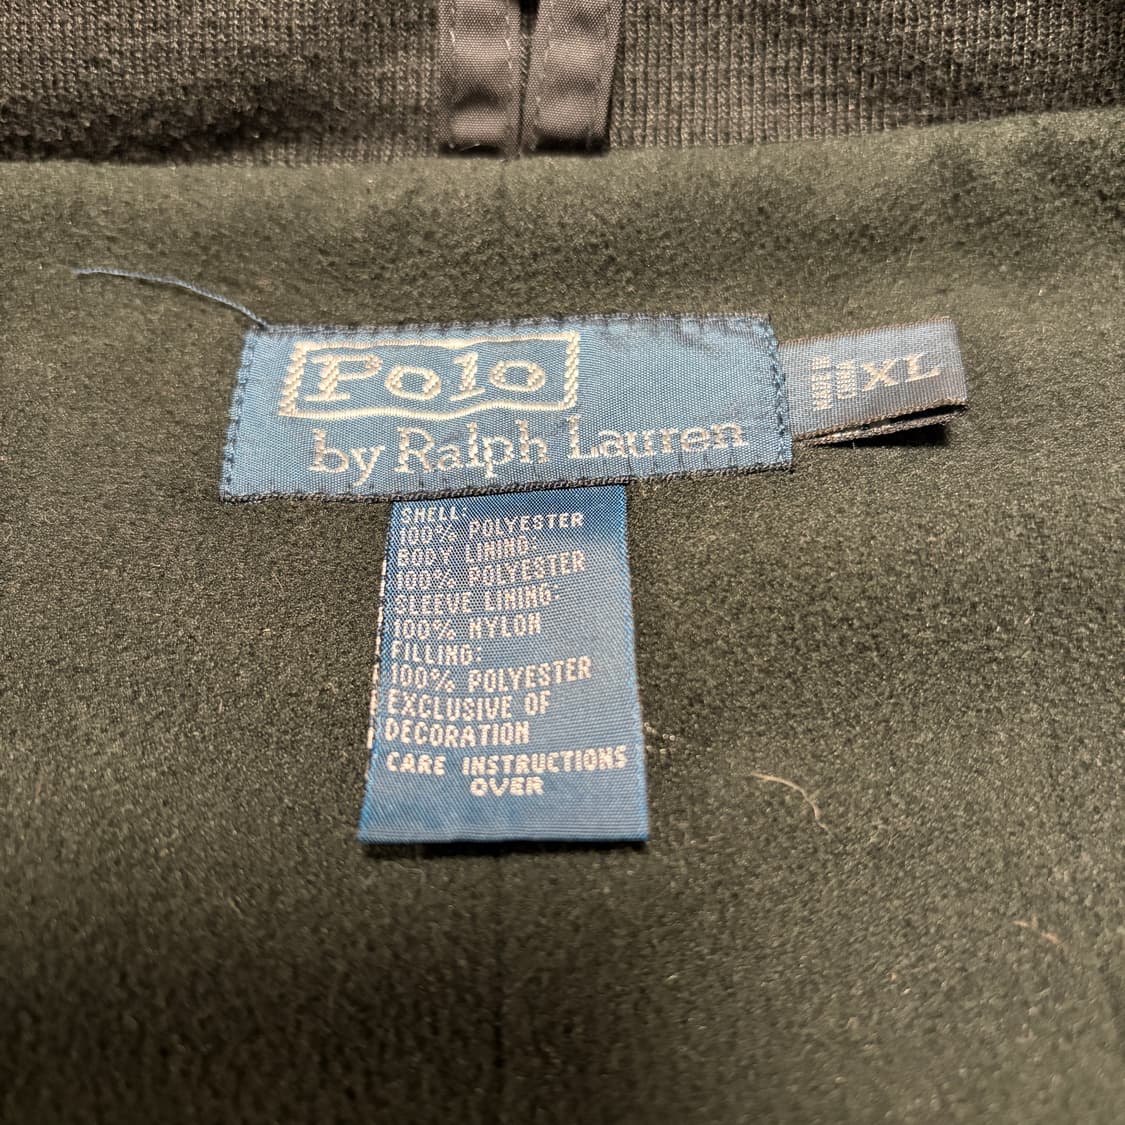 Polo
by Ralph Lauren
XL
SHELL:
100% POLYESTER
BODY LINING:
100% POLYESTER
SLEEVE LINING:
100% NYLON
FILLING:
100% POLYESTER
EXCLUSIVE OF
DECORATION
CARE INSTRUCTIONS
OVER